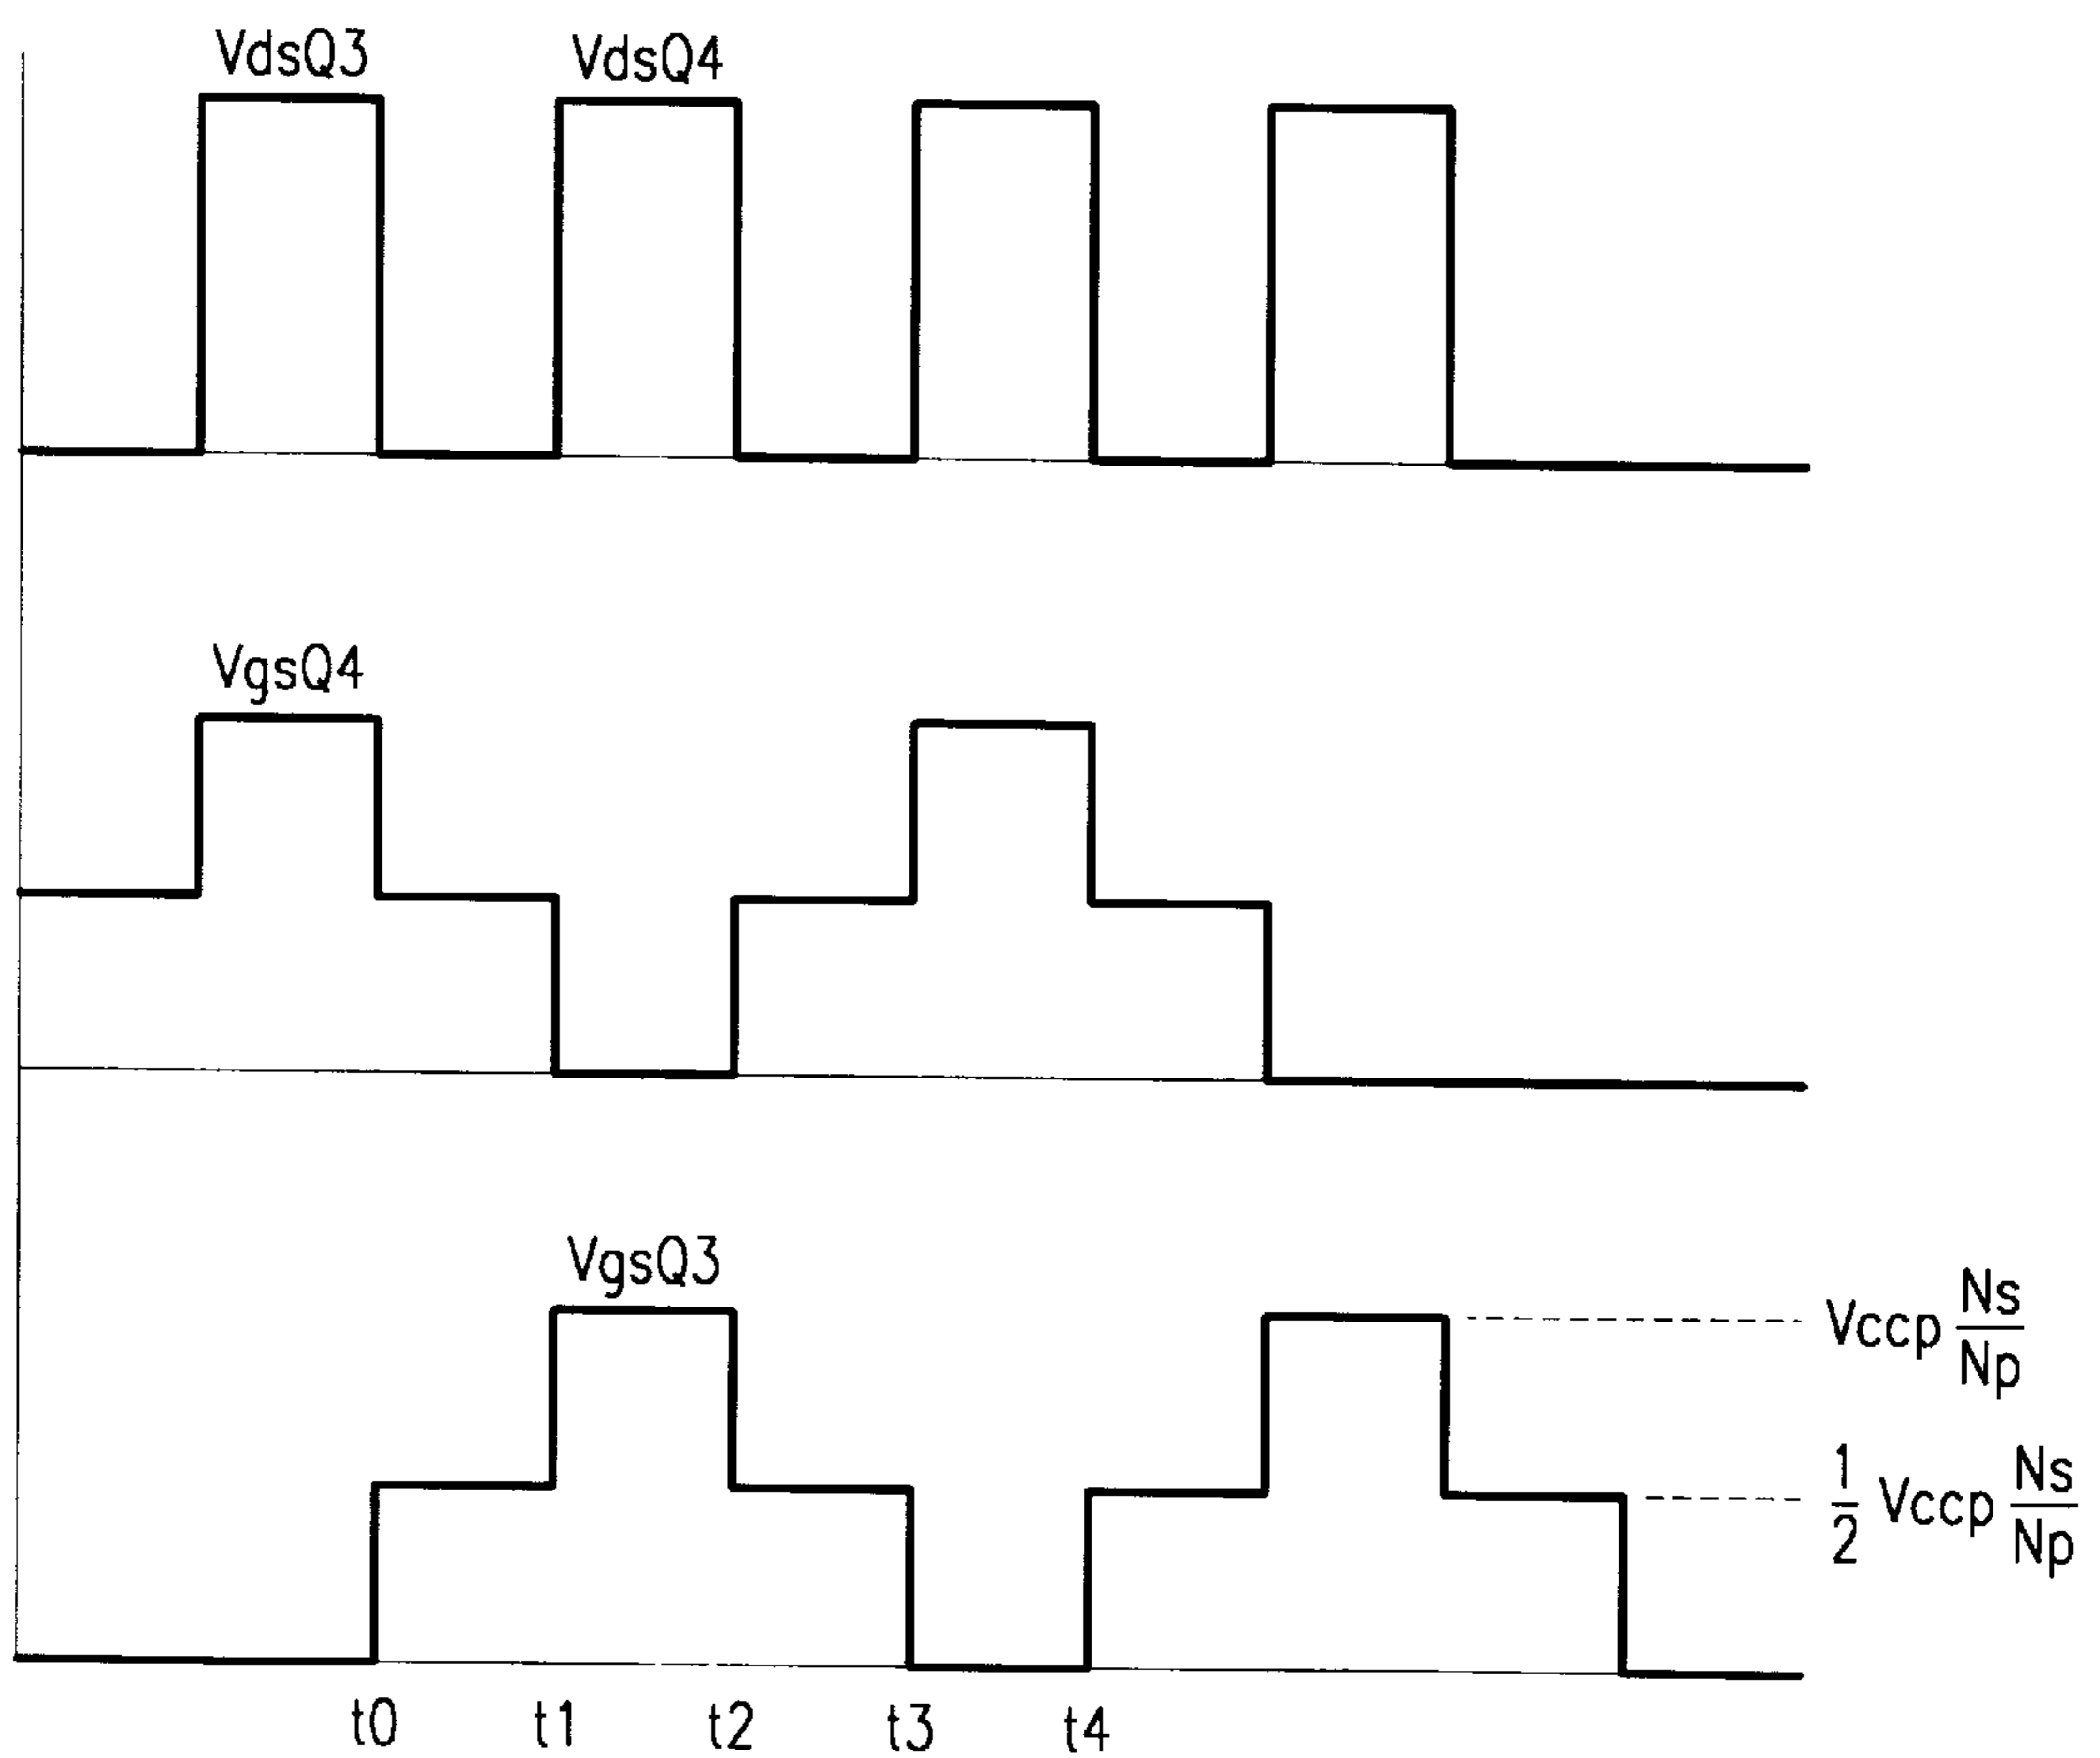 VdsQ3 VdsQ4
VgsQ4
VgsQ3
Vccp Ns/Np
1/2 Vccp Ns/Np
t0 t1 t2 t3 t4